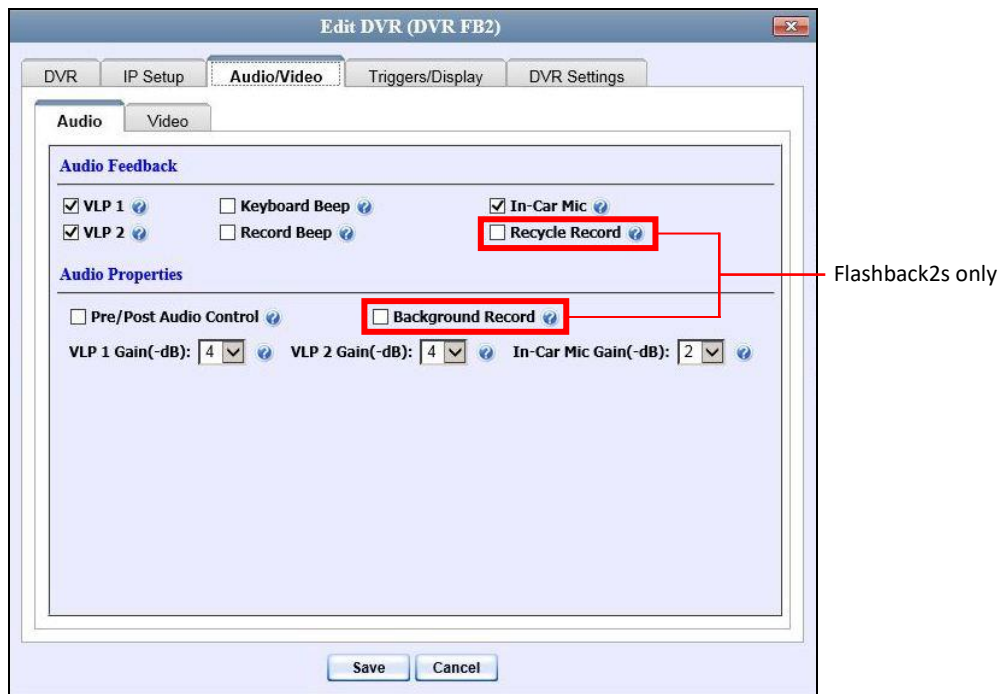 Edit DVR (DVR FB2)
DVR IP Setup Audio/Video Triggers/Display DVR Settings
Audio Video
Audio Feedback
VLP 1 Keyboard Beep In-Car Mic
VLP 2 Record Beep Recycle Record
Flashback2s only
Audio Properties
Pre/Post Audio Control Background Record
VLP 1 Gain(-dB): 4 VLP 2 Gain(-dB): 4 In-Car Mic Gain(-dB): 2
Save Cancel